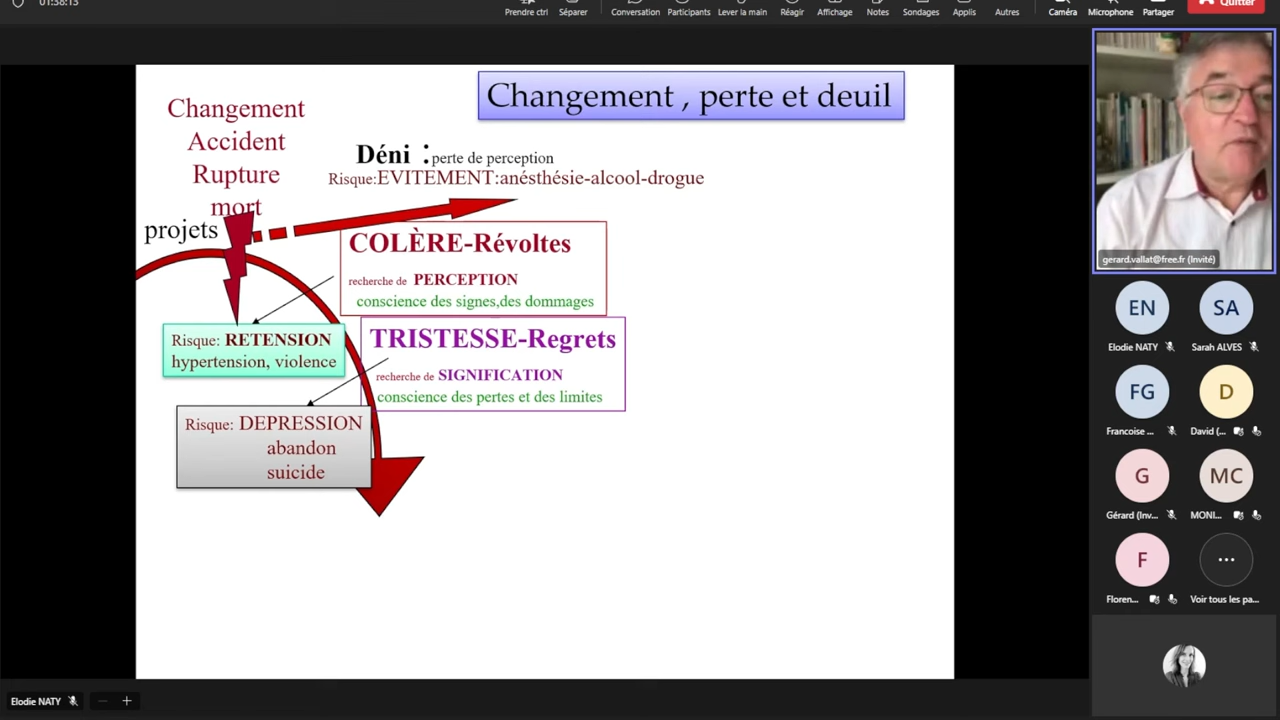 01:38:13
Prendre ctrl
Séparer
Conversation
Participants
Lever la main
Réagir
Affichage
Notes
Sondages
Applis
Autres
Caméra
Microphone
Partager
Quitter
Changement , perte et deuil
Changement
Accident
Rupture
mort
projets
Déni : perte de perception
Risque:EVITEMENT:anésthésie-alcool-drogue
COLÈRE-Révoltes
recherche de PERCEPTION
conscience des signes,des dommages
Risque: RETENSION
hypertension, violence
TRISTESSE-Regrets
recherche de SIGNIFICATION
conscience des pertes et des limites
Risque: DEPRESSION
abandon
suicide
gerard.vallat@free.fr (Invité)
EN
Elodie NATY
SA
Sarah ALVES
FG
Francoise ...
D
David (...
G
Gérard (Inv...
MC
MONI...
F
Floren...
...
Voir tous les pa...
Elodie NATY